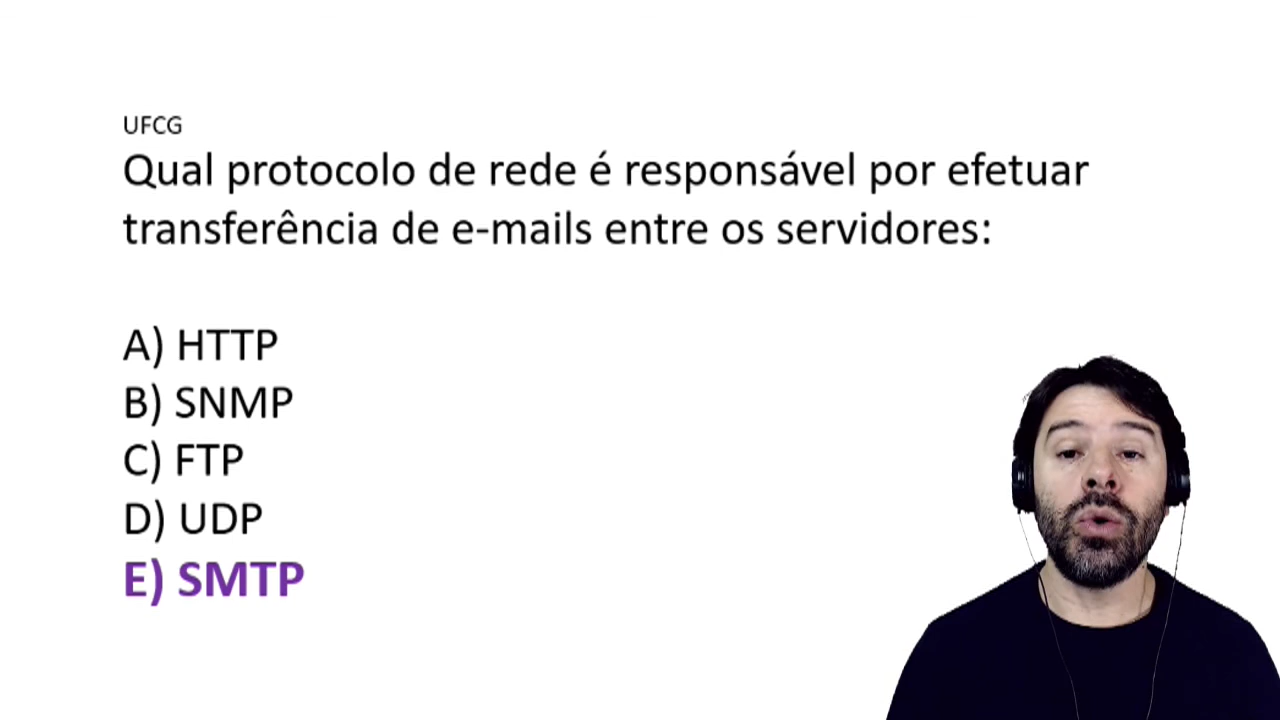 UFCG
Qual protocolo de rede é responsável por efetuar
transferência de e-mails entre os servidores:
A) HTTP
B) SNMP
C) FTP
D) UDP
E) SMTP